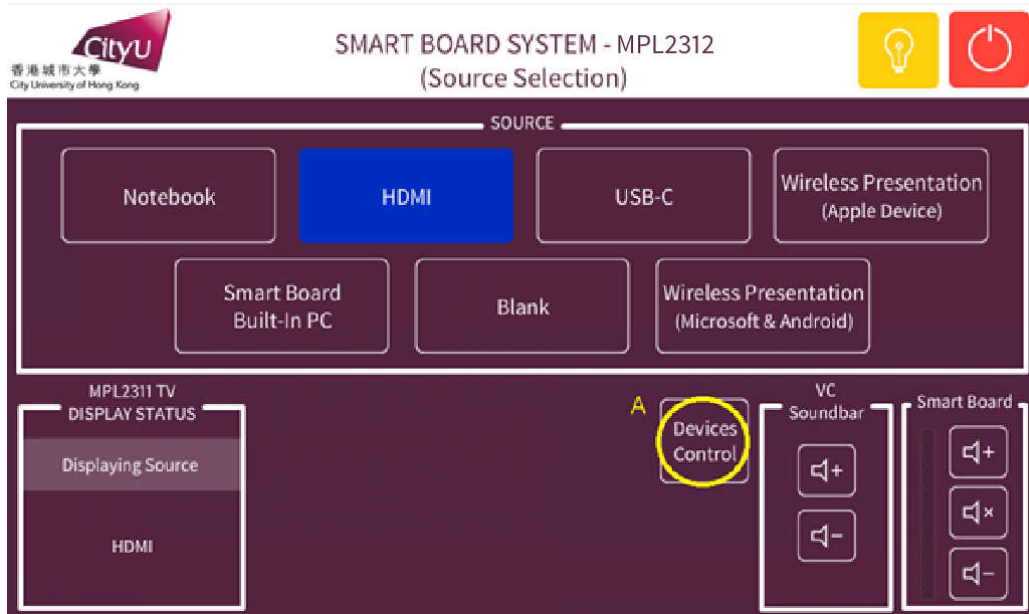 CityU
香港城市大學
City University of Hong Kong
SMART BOARD SYSTEM - MPL2312
(Source Selection)
SOURCE
Notebook
HDMI
USB-C
Wireless Presentation
(Apple Device)
Smart Board
Built-In PC
Blank
Wireless Presentation
(Microsoft & Android)
MPL2311 TV
DISPLAY STATUS
Displaying Source
HDMI
A
Devices
Control
VC
Soundbar
Smart Board